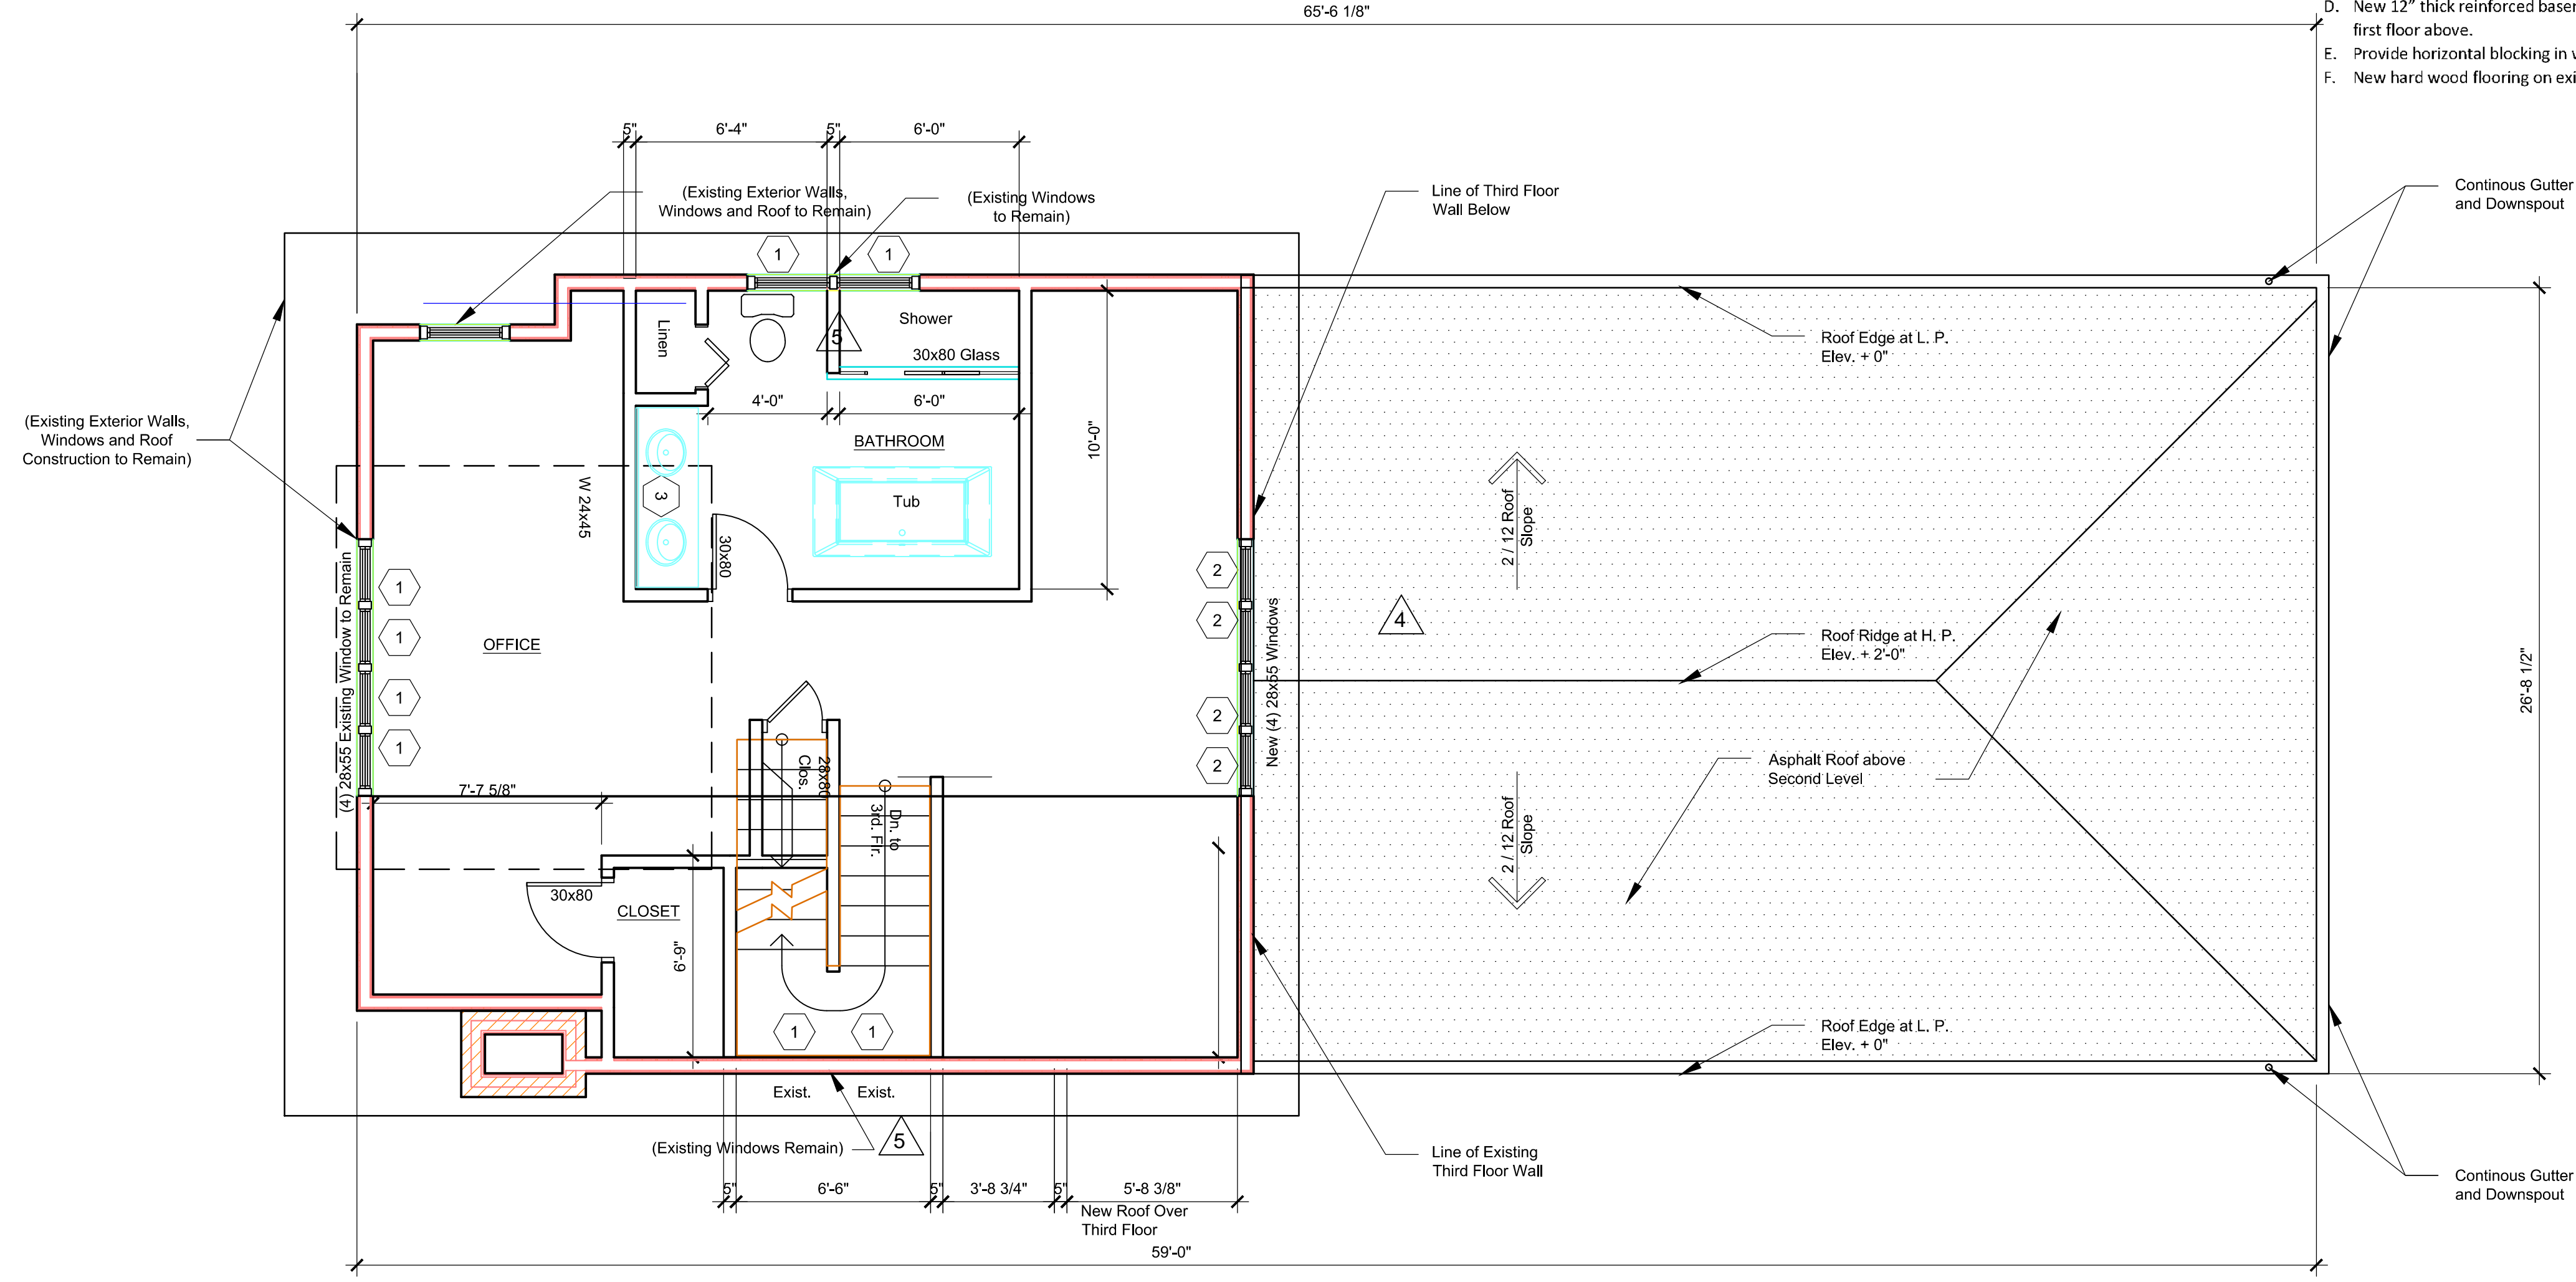 65'-6 1/8"
D. New 12" thick reinforced baser
first floor above.
E. Provide horizontal blocking in
F. New hard wood flooring on exi
5"
6'-4"
5"
6'-0"
(Existing Exterior Walls,
Windows and Roof to Remain)
(Existing Windows
to Remain)
Line of Third Floor
Wall Below
Continous Gutter
and Downspout
1
1
Linen
5
Shower
30x80 Glass
Roof Edge at L. P.
Elev. + 0"
4'-0"
6'-0"
(Existing Exterior Walls,
Windows and Roof
Construction to Remain)
BATHROOM
10'-0"
W 24x45
3
Tub
30x80
2 / 12 Roof
Slope
(4) 28x55 Existing Window to Remain
1
1
1
1
OFFICE
2
2
2
2
New (4) 28x55 Windows
4
Roof Ridge at H. P.
Elev. + 2'-0"
26'-8 1/2"
Clos.
28x80
Dn. to
3rd. Flr.
7'-7 5/8"
Asphalt Roof above
Second Level
2 / 12 Roof
Slope
30x80
CLOSET
6'-9"
1
1
Roof Edge at L. P.
Elev. + 0"
Exist.
Exist.
(Existing Windows Remain)
5
Line of Existing
Third Floor Wall
Continous Gutter
and Downspout
5"
6'-6"
5"
3'-8 3/4"
5"
5'-8 3/8"
New Roof Over
Third Floor
59'-0"